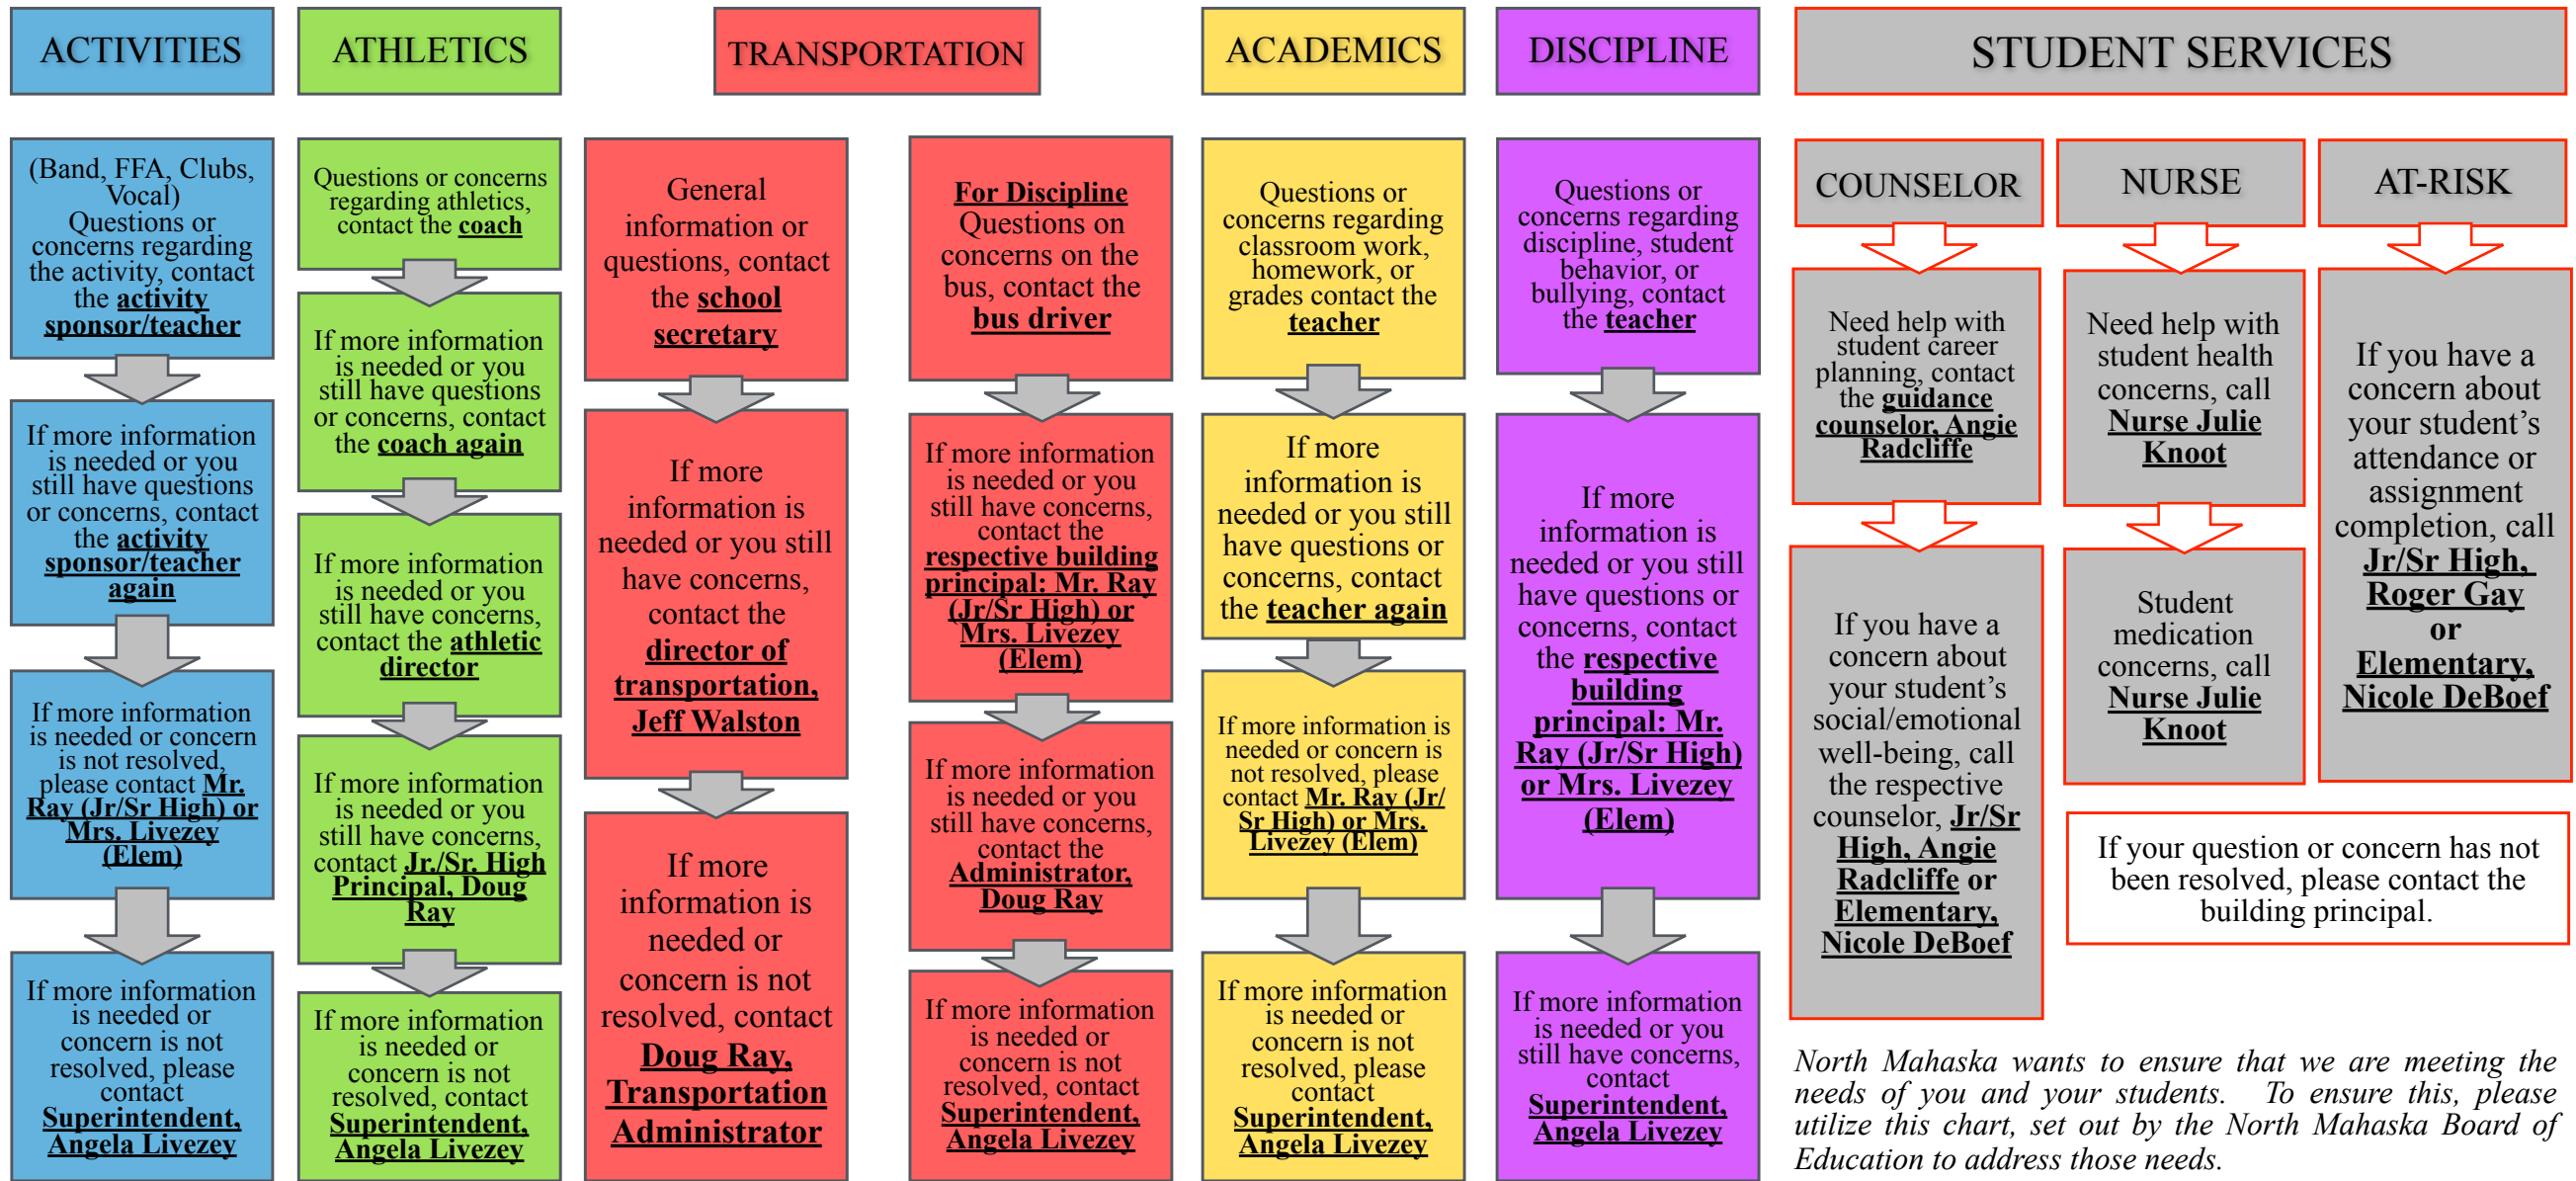 ACTIVITIES
ATHLETICS
TRANSPORTATION
ACADEMICS
DISCIPLINE
STUDENT SERVICES
(Band, FFA, Clubs,
Vocal)
Questions or
concerns regarding
the activity, contact
the activity
sponsor/teacher
If more information
is needed or you
still have questions
or concerns, contact
the activity
sponsor/teacher
again
If more information
is needed or concern
is not resolved,
please contact Mr.
Ray (Jr/Sr High) or
Mrs. Livezey
(Elem)
If more information
is needed or
concern is not
resolved, please
contact
Superintendent,
Angela Livezey
Questions or concerns
regarding athletics,
contact the coach
If more information
is needed or you
still have questions
or concerns, contact
the coach again
If more information
is needed or you
still have concerns,
contact the athletic
director
If more information
is needed or you
still have concerns,
contact Jr./Sr. High
Principal, Doug
Ray
If more information
is needed or
concern is not
resolved, contact
Superintendent,
Angela Livezey
General
information or
questions, contact
the school
secretary
If more
information is
needed or you still
have concerns,
contact the
director of
transportation,
Jeff Walston
If more
information is
needed or
concern is not
resolved, contact
Doug Ray,
Transportation
Administrator
For Discipline
Questions on
concerns on the
bus, contact the
bus driver
If more information
is needed or you
still have concerns,
contact the
respective building
principal: Mr. Ray
(Jr/Sr High) or
Mrs. Livezey
(Elem)
If more information
is needed or you
still have concerns,
contact the
Administrator,
Doug Ray
If more information
is needed or
concern is not
resolved, contact
Superintendent,
Angela Livezey
Questions or
concerns regarding
classroom work,
homework, or
grades contact the
teacher
If more
information is
needed or you still
have questions or
concerns, contact
the teacher again
If more information is
needed or concern is
not resolved, please
contact Mr. Ray (Jr/
Sr High) or Mrs.
Livezey (Elem)
If more information
is needed or
concern is not
resolved, please
contact
Superintendent,
Angela Livezey
Questions or
concerns regarding
discipline, student
behavior, or
bullying, contact
the teacher
If more
information is
needed or you still
have questions or
concerns, contact
the respective
building
principal: Mr.
Ray (Jr/Sr High)
or Mrs. Livezey
(Elem)
If more information
is needed or you
still have concerns,
contact
Superintendent,
Angela Livezey
COUNSELOR
Need help with
student career
planning, contact
the guidance
counselor, Angie
Radcliffe
If you have a
concern about
your student’s
social/emotional
well-being, call
the respective
counselor, Jr/Sr
High, Angie
Radcliffe or
Elementary,
Nicole DeBoef
NURSE
Need help with
student health
concerns, call
Nurse Julie
Knoot
Student
medication
concerns, call
Nurse Julie
Knoot
AT-RISK
If you have a
concern about
your student’s
attendance or
assignment
completion, call
Jr/Sr High,
Roger Gay
or
Elementary,
Nicole DeBoef
If your question or concern has not
been resolved, please contact the
building principal.
North Mahaska wants to ensure that we are meeting the
needs of you and your students. To ensure this, please
utilize this chart, set out by the North Mahaska Board of
Education to address those needs.